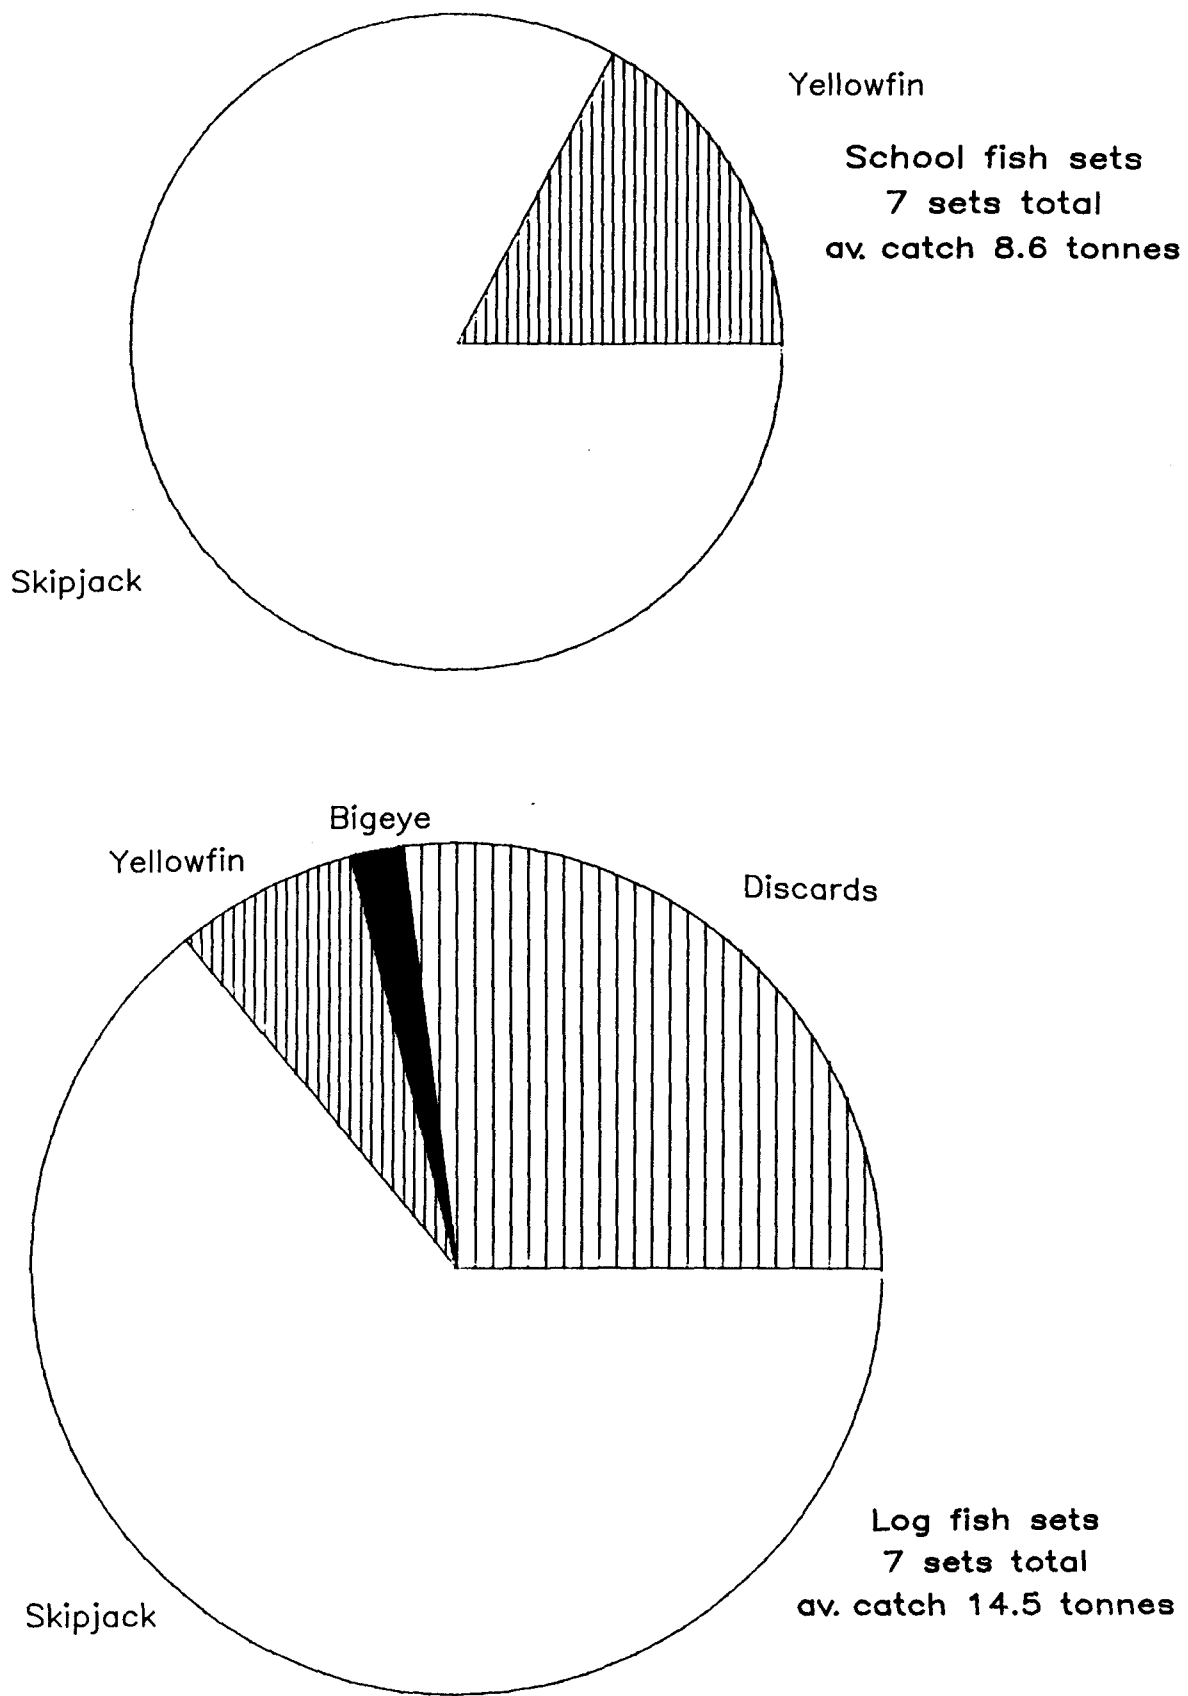 Yellowfin
School fish sets
7 sets total
av. catch 8.6 tonnes
Skipjack
Bigeye
Yellowfin
Discards
Log fish sets
7 sets total
av. catch 14.5 tonnes
Skipjack